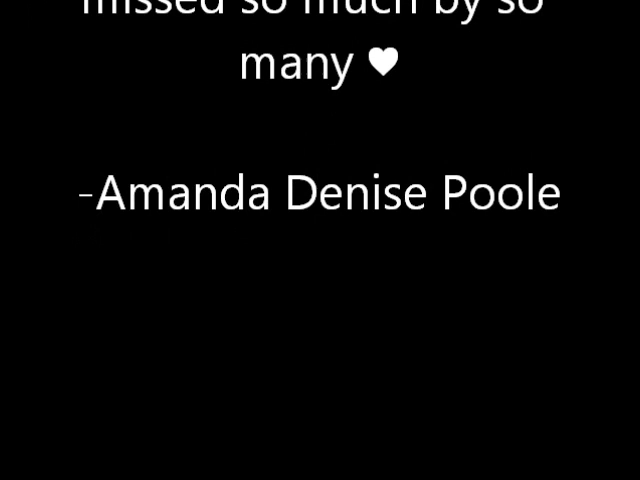 missed so much by so
many ♥
-Amanda Denise Poole